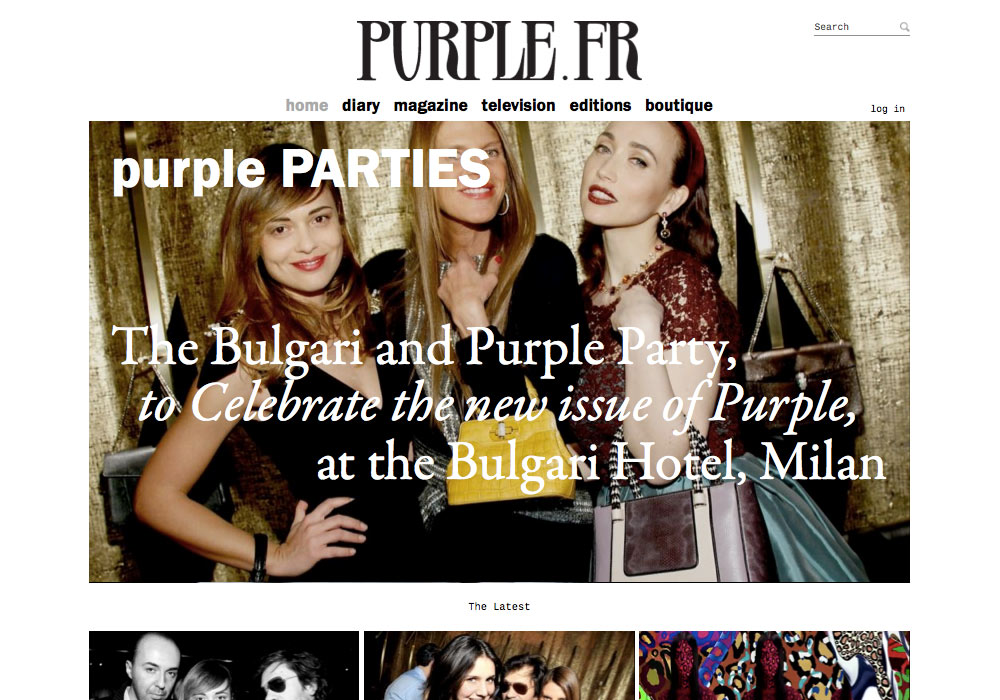 PURPLE.FR
Search
home diary magazine television editions boutique
log in
purple PARTIES
The Bulgari and Purple Party,
to Celebrate the new issue of Purple,
at the Bulgari Hotel, Milan
The Latest